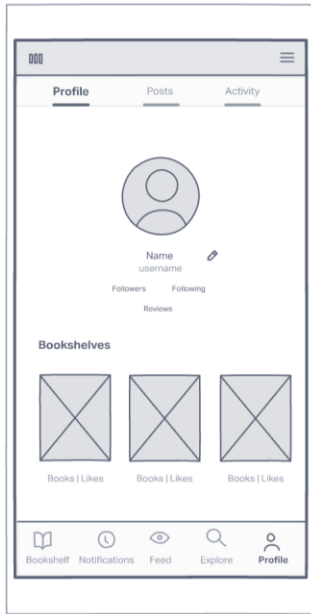 Profile Posts Activity
Name
username
Followers Following
Reviews
Bookshelves
Books | Likes Books | Likes Books | Likes
Bookshelf Notifications Feed Explore Profile